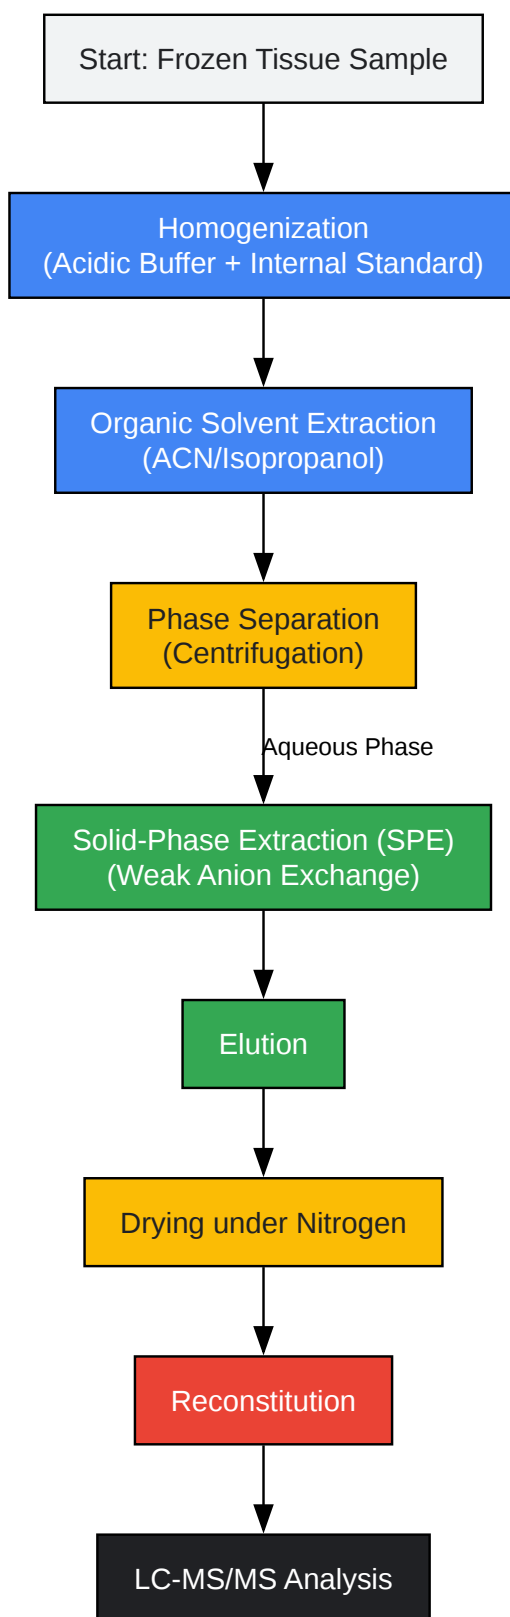 Start: Frozen Tissue Sample
Homogenization
(Acidic Buffer + Internal Standard)
Organic Solvent Extraction
(ACN/Isopropanol)
Phase Separation
(Centrifugation)
Aqueous Phase
Solid-Phase Extraction (SPE)
(Weak Anion Exchange)
Elution
Drying under Nitrogen
Reconstitution
LC-MS/MS Analysis